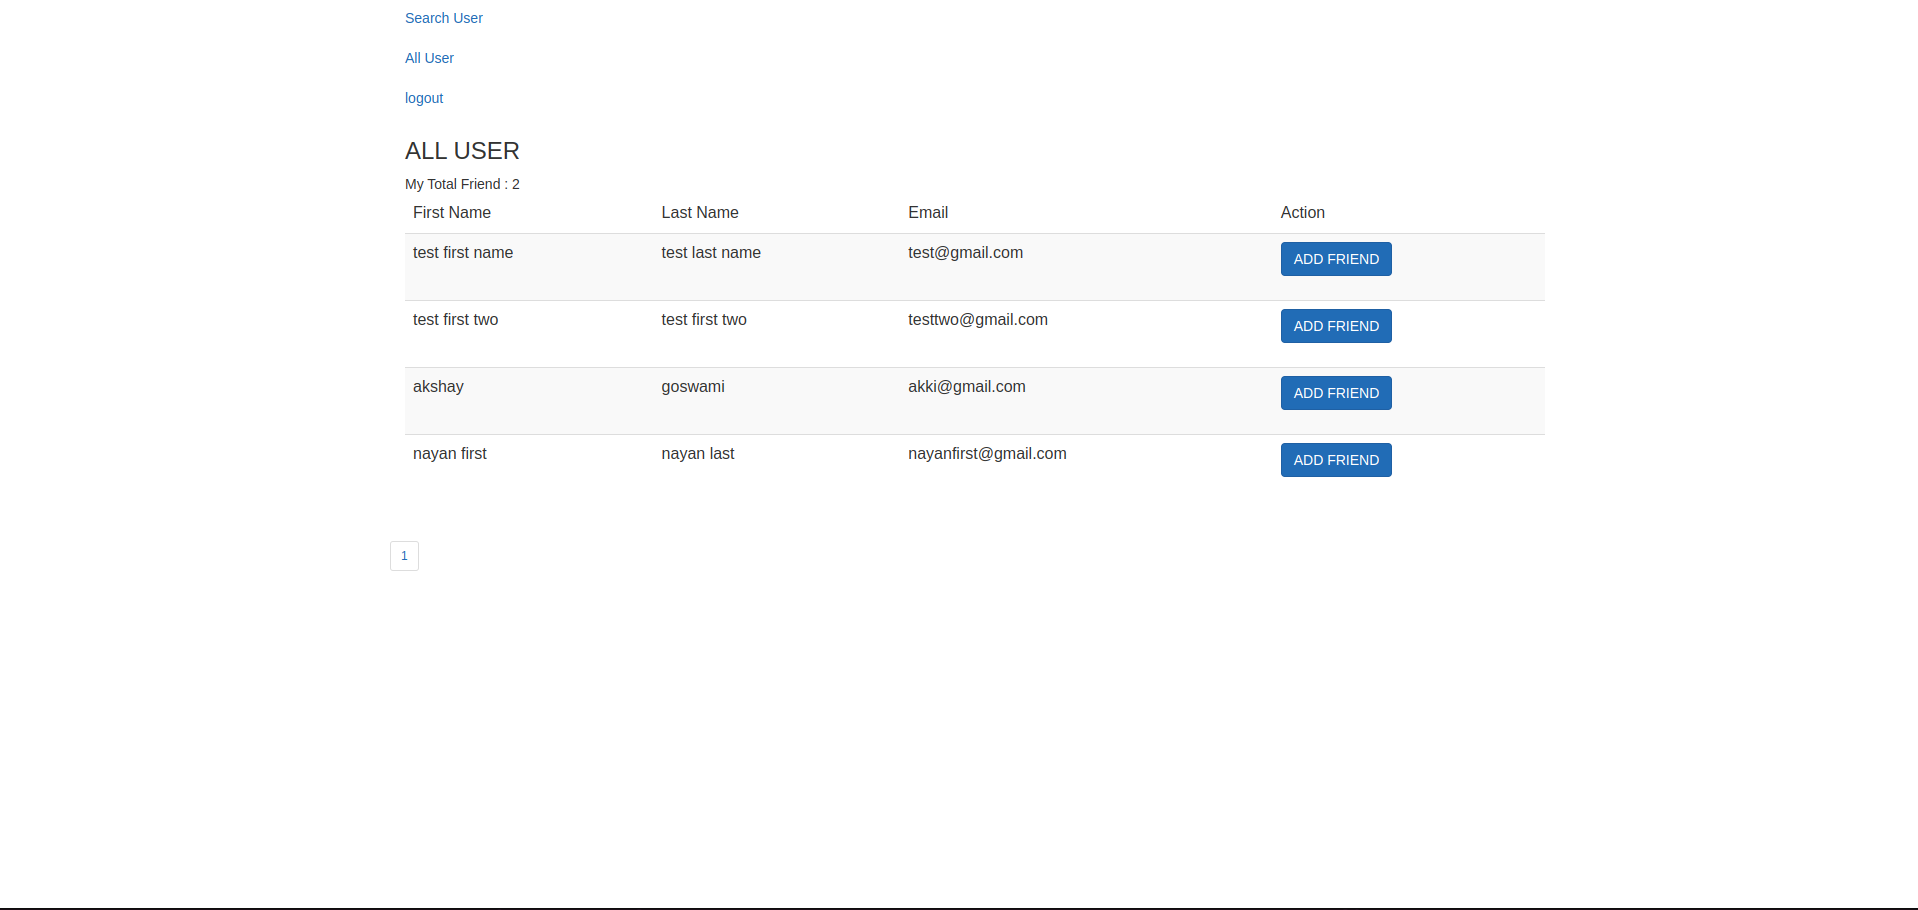 Search User
All User
logout
ALL USER
My Total Friend : 2
First Name Last Name Email Action
test first name test last name test@gmail.com ADD FRIEND
test first two test first two testtwo@gmail.com ADD FRIEND
akshay goswami akki@gmail.com ADD FRIEND
nayan first nayan last nayanfirst@gmail.com ADD FRIEND
1